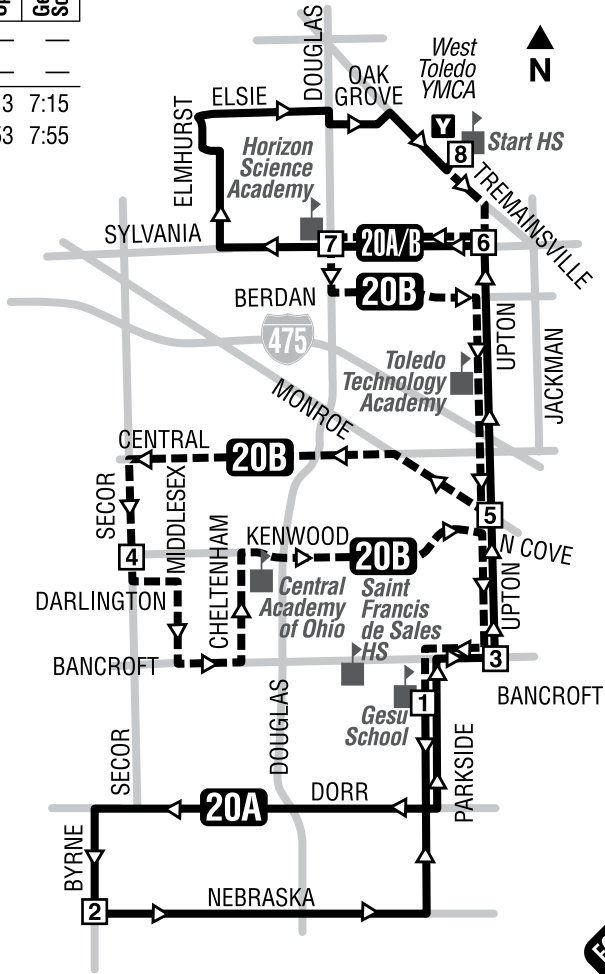 Sc
— —
— —
3 7:15
53 7:55
DOUGLAS
West
Toledo
YMCA
N
OAK
GROVE
ELSIE
ELMHURST
Y
Start HS
8
Horizon
Science
Academy
TREMAINSVILLE
SYLVANIA
7
20A/B
6
BERDAN
20B
475
UPTON
JACKMAN
Toledo
Technology
Academy
MONROE
CENTRAL
20B
SECOR
MIDDLESEX
5
N COVE
4
CHELTENHAM
KENWOOD
20B
UPTON
DARLINGTON
Central
Academy
of Ohio
Saint
Francis
de Sales
HS
BANCROFT
3
BANCROFT
1
Gesu
School
DOUGLAS
PARKSIDE
SECOR
20A
DORR
BYRNE
2
NEBRASKA